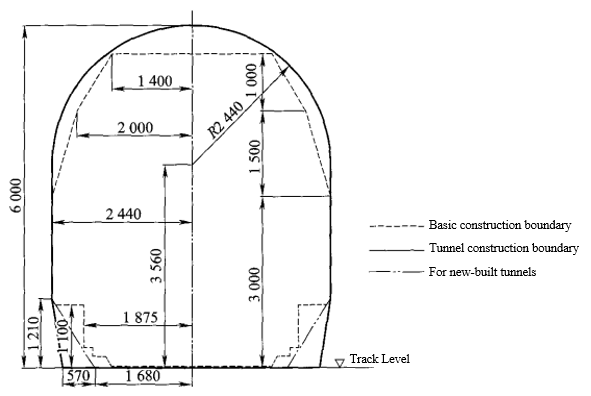 1 400
1 000
2 000
R2 440
1 500
6 000
2 440
3 560
3 000
Basic construction boundary
Tunnel construction boundary
For new-built tunnels
1 210
1 100
1 875
Track Level
570
1 680